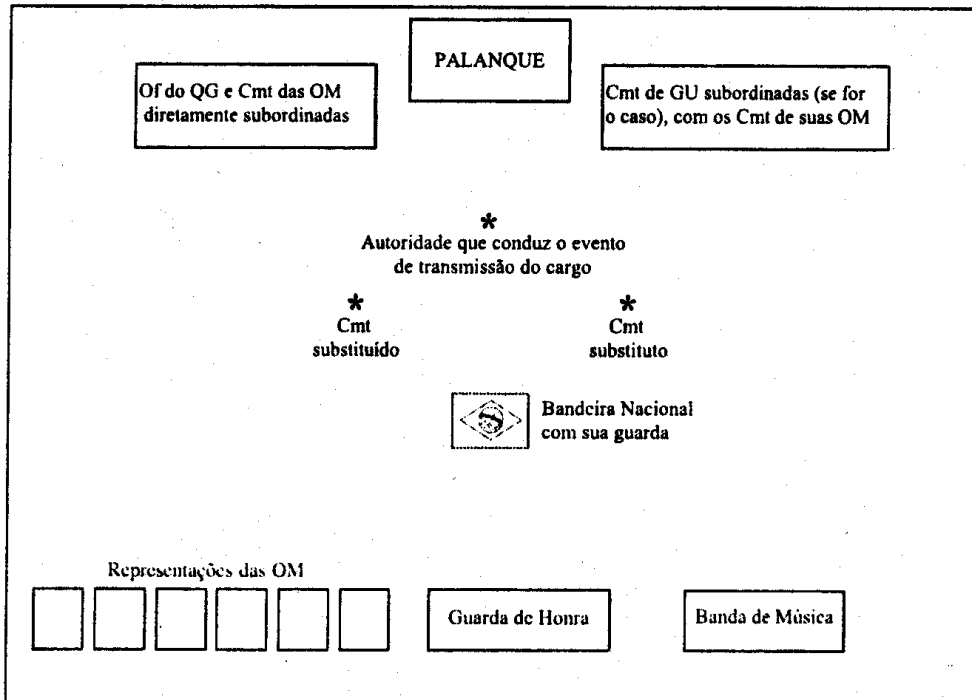 PALANQUE
Of do QG e Cmt das OM
diretamente subordinadas
Cmt de GU subordinadas (se for
o caso), com os Cmt de suas OM
*
Autoridade que conduz o evento
de transmissão do cargo
*
Cmt
substituído
*
Cmt
substituto
Bandeira Nacional
com sua guarda
Representações das OM
Guarda de Honra
Banda de Música